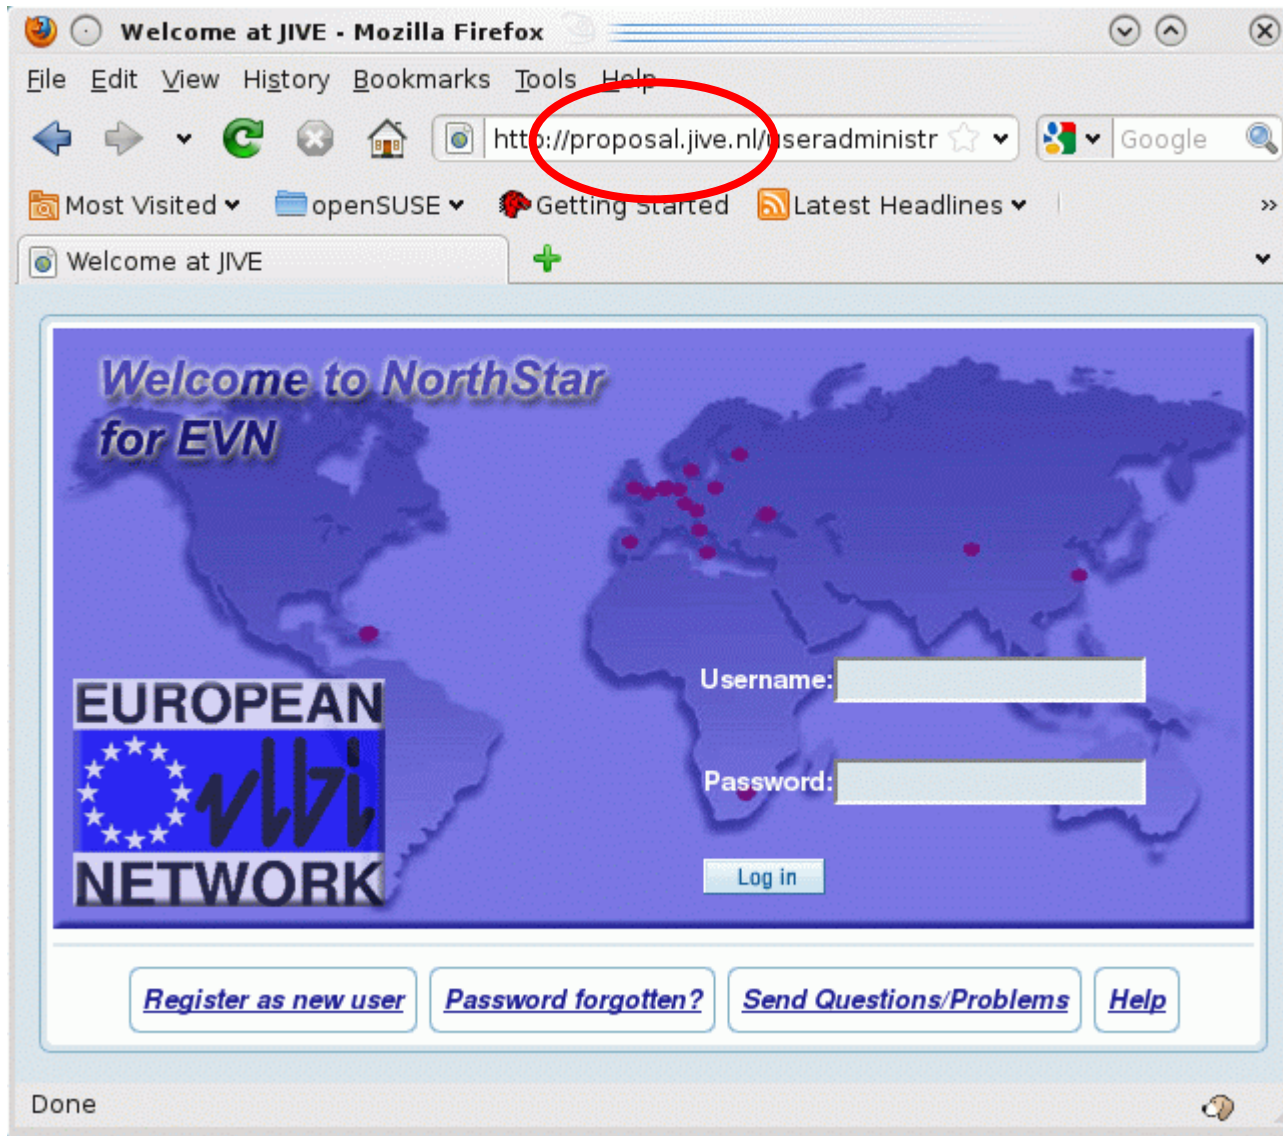 Welcome at JIVE - Mozilla Firefox
File Edit View History Bookmarks Tools Help
http://proposal.jive.nl/useradministr Google
Most Visited openSUSE Getting Started Latest Headlines »
Welcome at JIVE
Welcome to NorthStar
for EVN
Username:
EUROPEAN
vlbi
Password:
NETWORK
Log in
Register as new user Password forgotten? Send Questions/Problems Help
Done